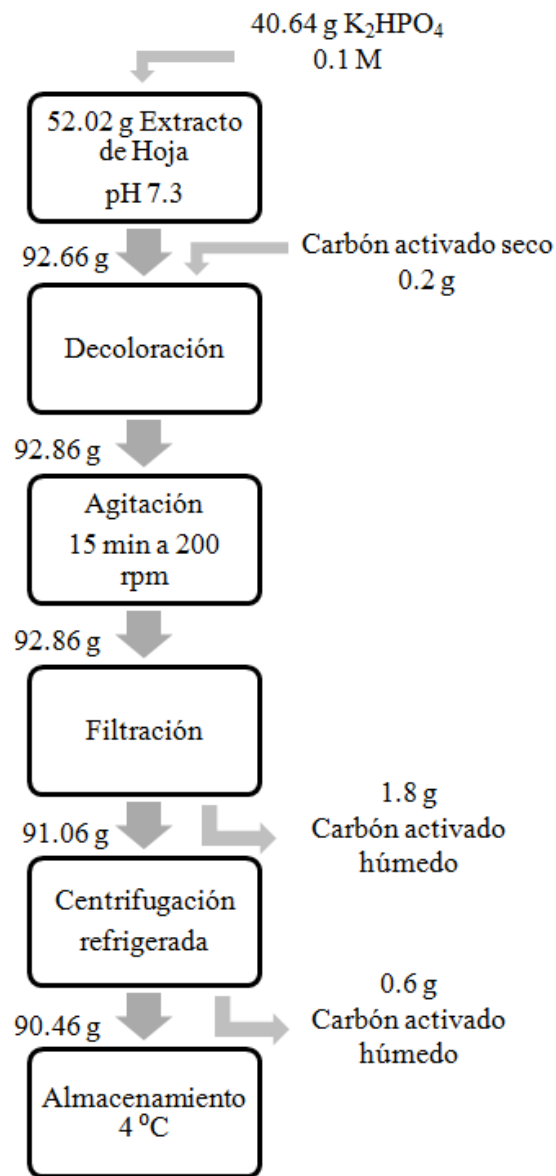 40.64 g K₂HPO₄
0.1 M
52.02 g Extracto
de Hoja
pH 7.3
92.66 g
Carbón activado seco
0.2 g
Decoloración
92.86 g
Agitación
15 min a 200
rpm
92.86 g
Filtración
91.06 g
1.8 g
Carbón activado
húmedo
Centrifugación
refrigerada
90.46 g
0.6 g
Carbón activado
húmedo
Almacenamiento
4 ⁰C